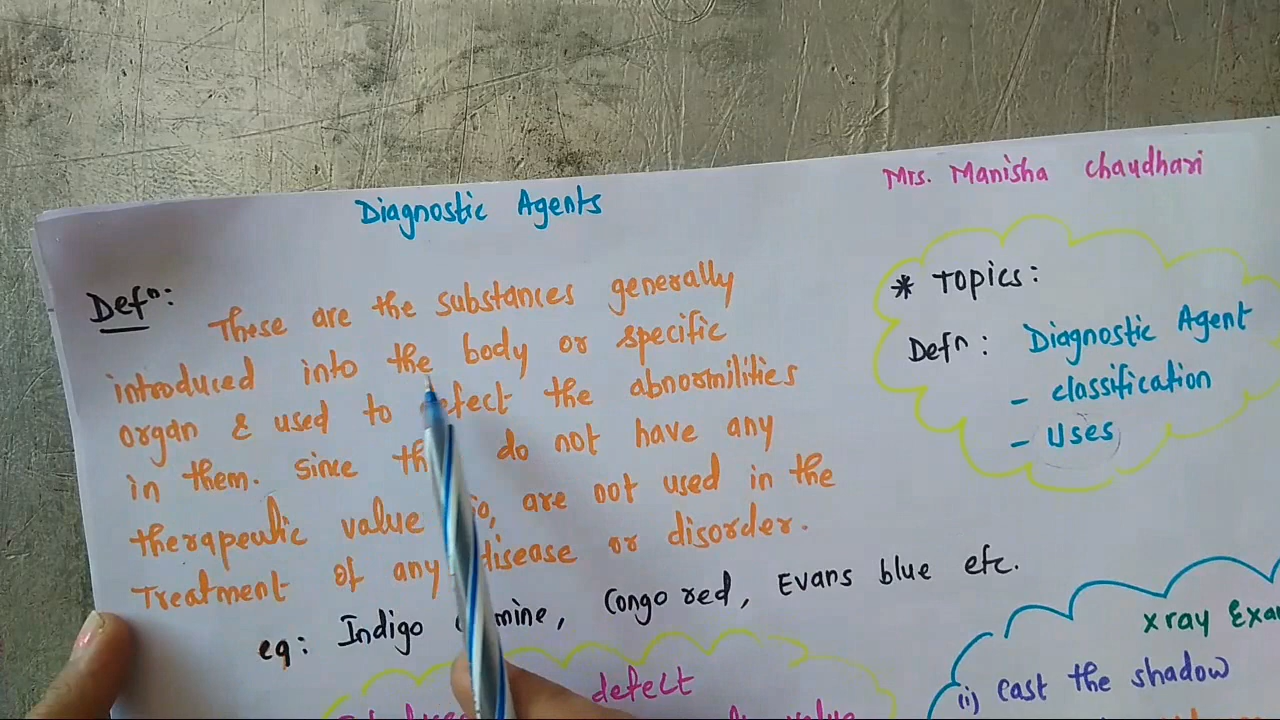 Mrs. Manisha Chaudhari
Diagnostic Agents
Defⁿ:
These are the substances generally
introduced into the body or specific
organ & used to the abnormilities
in them. Since do not have any
therapeutic value are not used in the
Treatment of any disease or disorder.
eg: Indigo Congo red, Evans blue etc.
* Topics:
Defⁿ: Diagnostic Agent
- classification
- Uses
defect
value
xray
(i) cast the shadow